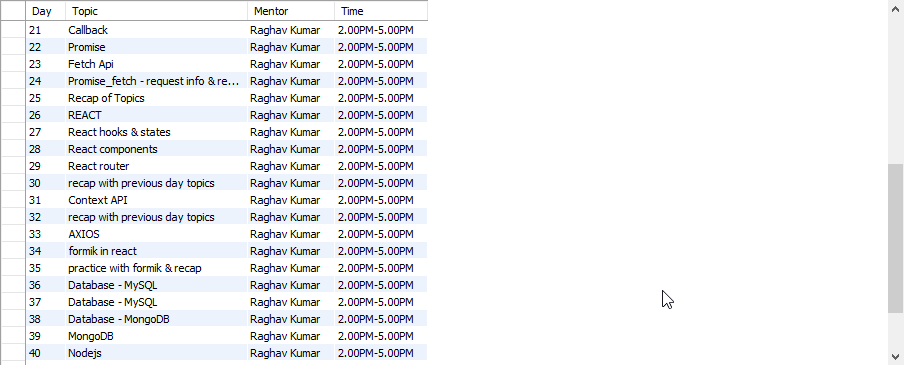 Day Topic Mentor Time
21 Callback Raghav Kumar 2.00PM-5.00PM
22 Promise Raghav Kumar 2.00PM-5.00PM
23 Fetch Api Raghav Kumar 2.00PM-5.00PM
24 Promise_fetch - request info & re... Raghav Kumar 2.00PM-5.00PM
25 Recap of Topics Raghav Kumar 2.00PM-5.00PM
26 REACT Raghav Kumar 2.00PM-5.00PM
27 React hooks & states Raghav Kumar 2.00PM-5.00PM
28 React components Raghav Kumar 2.00PM-5.00PM
29 React router Raghav Kumar 2.00PM-5.00PM
30 recap with previous day topics Raghav Kumar 2.00PM-5.00PM
31 Context API Raghav Kumar 2.00PM-5.00PM
32 recap with previous day topics Raghav Kumar 2.00PM-5.00PM
33 AXIOS Raghav Kumar 2.00PM-5.00PM
34 formik in react Raghav Kumar 2.00PM-5.00PM
35 practice with formik & recap Raghav Kumar 2.00PM-5.00PM
36 Database - MySQL Raghav Kumar 2.00PM-5.00PM
37 Database - MySQL Raghav Kumar 2.00PM-5.00PM
38 Database - MongoDB Raghav Kumar 2.00PM-5.00PM
39 MongoDB Raghav Kumar 2.00PM-5.00PM
40 Nodejs Raghav Kumar 2.00PM-5.00PM